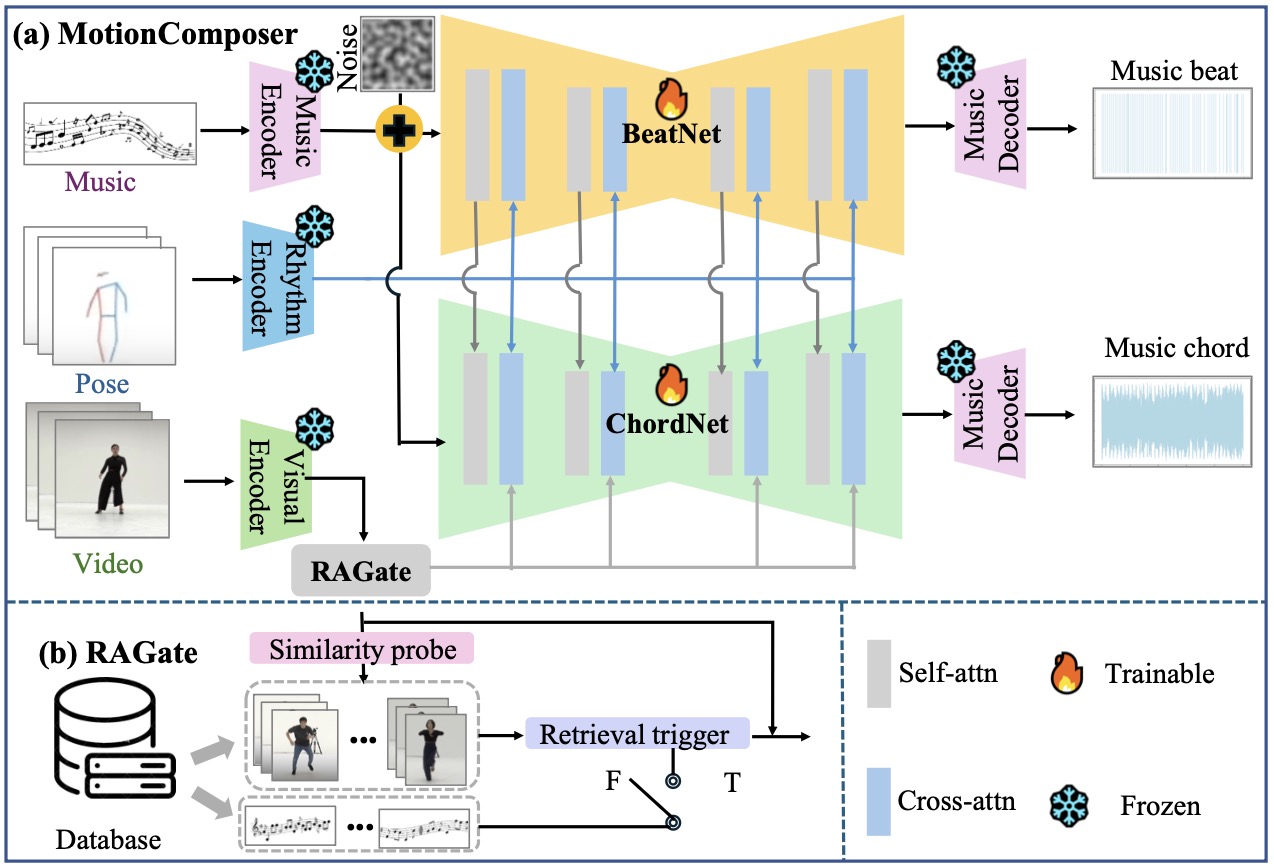 (a) MotionComposer
Noise
Music
Encoder
Music
BeatNet
Music
Decoder
Music beat
Rhythm
Encoder
Pose
ChordNet
Music
Decoder
Music chord
Visual
Encoder
Video
RAGate
(b) RAGate
Similarity probe
Retrieval trigger
F
T
Database
Self-attn
Trainable
Cross-attn
Frozen